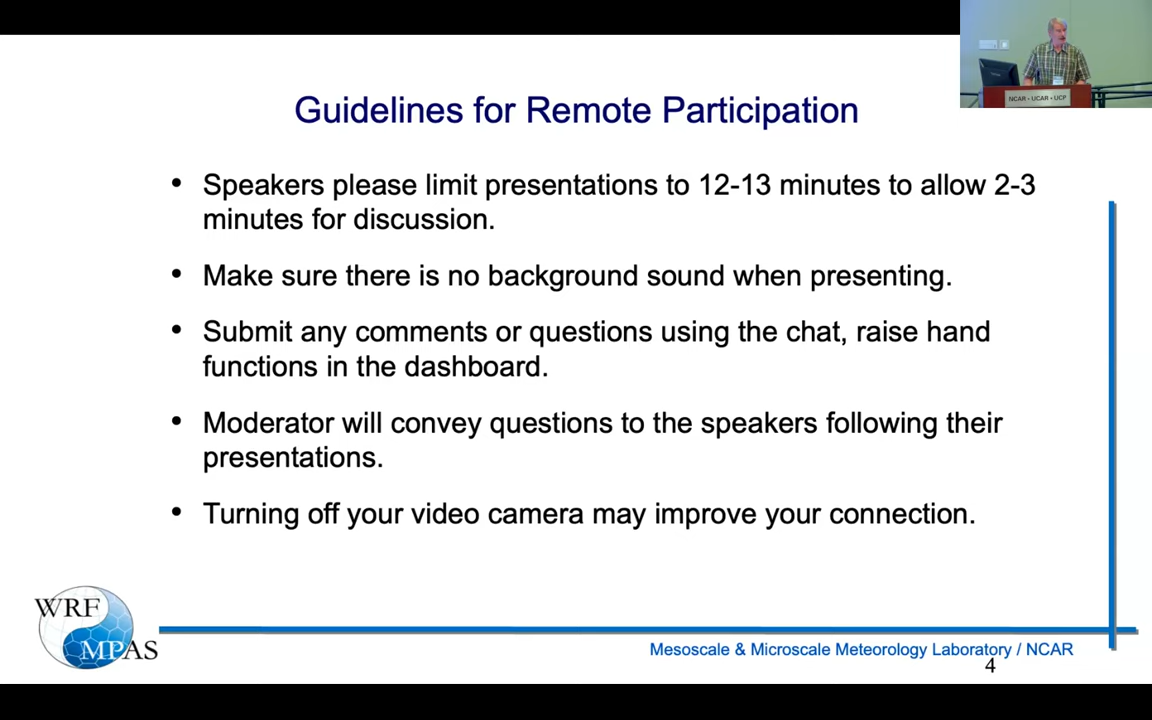 NCAR • UCAR • UCP
Guidelines for Remote Participation
• Speakers please limit presentations to 12-13 minutes to allow 2-3
minutes for discussion.
• Make sure there is no background sound when presenting.
• Submit any comments or questions using the chat, raise hand
functions in the dashboard.
• Moderator will convey questions to the speakers following their
presentations.
• Turning off your video camera may improve your connection.
WRF
MPAS
Mesoscale & Microscale Meteorology Laboratory / NCAR
4